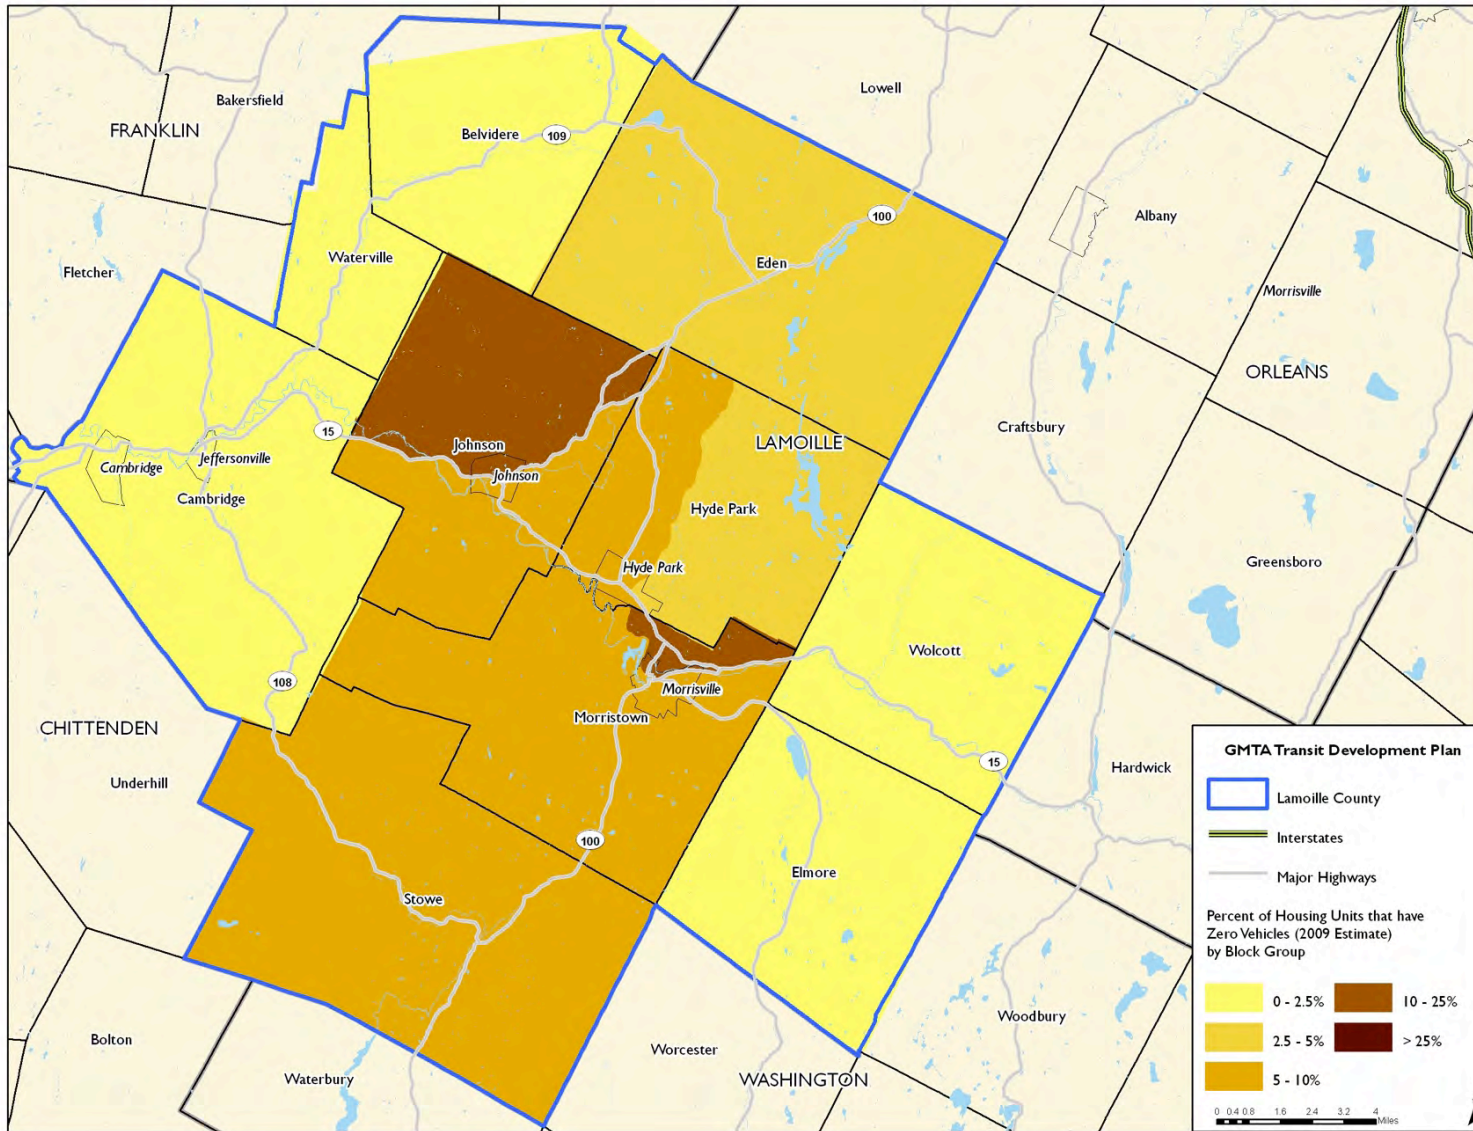 Lowell
Bakersfield
FRANKLIN
Belvidere
109
Albany
100
Waterville
Fletcher
Eden
Morrisville
ORLEANS
15
Johnson
LAMOILLE
Craftsbury
Jeffersonville
Cambridge
Johnson
Cambridge
Hyde Park
Greensboro
Hyde Park
Wolcott
108
Morrisville
Morristown
CHITTENDEN
Underhill
15
Hardwick
100
Elmore
Stowe
Woodbury
Bolton
Worcester
Waterbury
WASHINGTON
GMTA Transit Development Plan
Lamoille County
Interstates
Major Highways
Percent of Housing Units that have
Zero Vehicles (2009 Estimate)
by Block Group
0 - 2.5% 10 - 25%
2.5 - 5% > 25%
5 - 10%
0 0.4 0.8 1.6 2.4 3.2 4
Miles